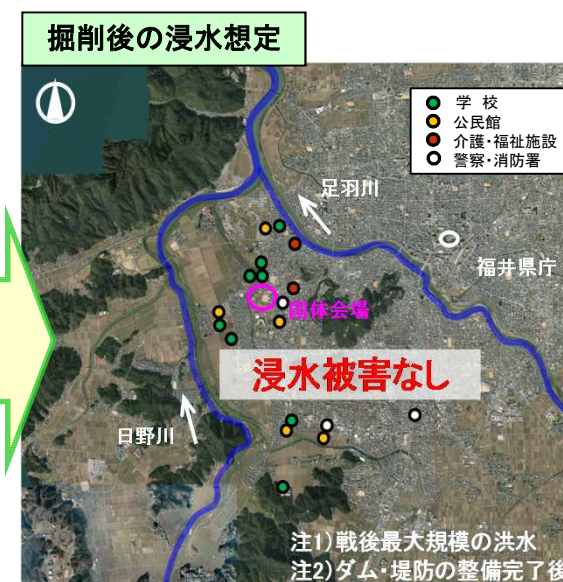 掘削後の浸水想定
学 校
公民館
介護・福祉施設
警察・消防署
足羽川
福井県庁
国体会場
浸水被害なし
日野川
注1)戦後最大規模の洪水
注2)ダム・堤防の整備完了後